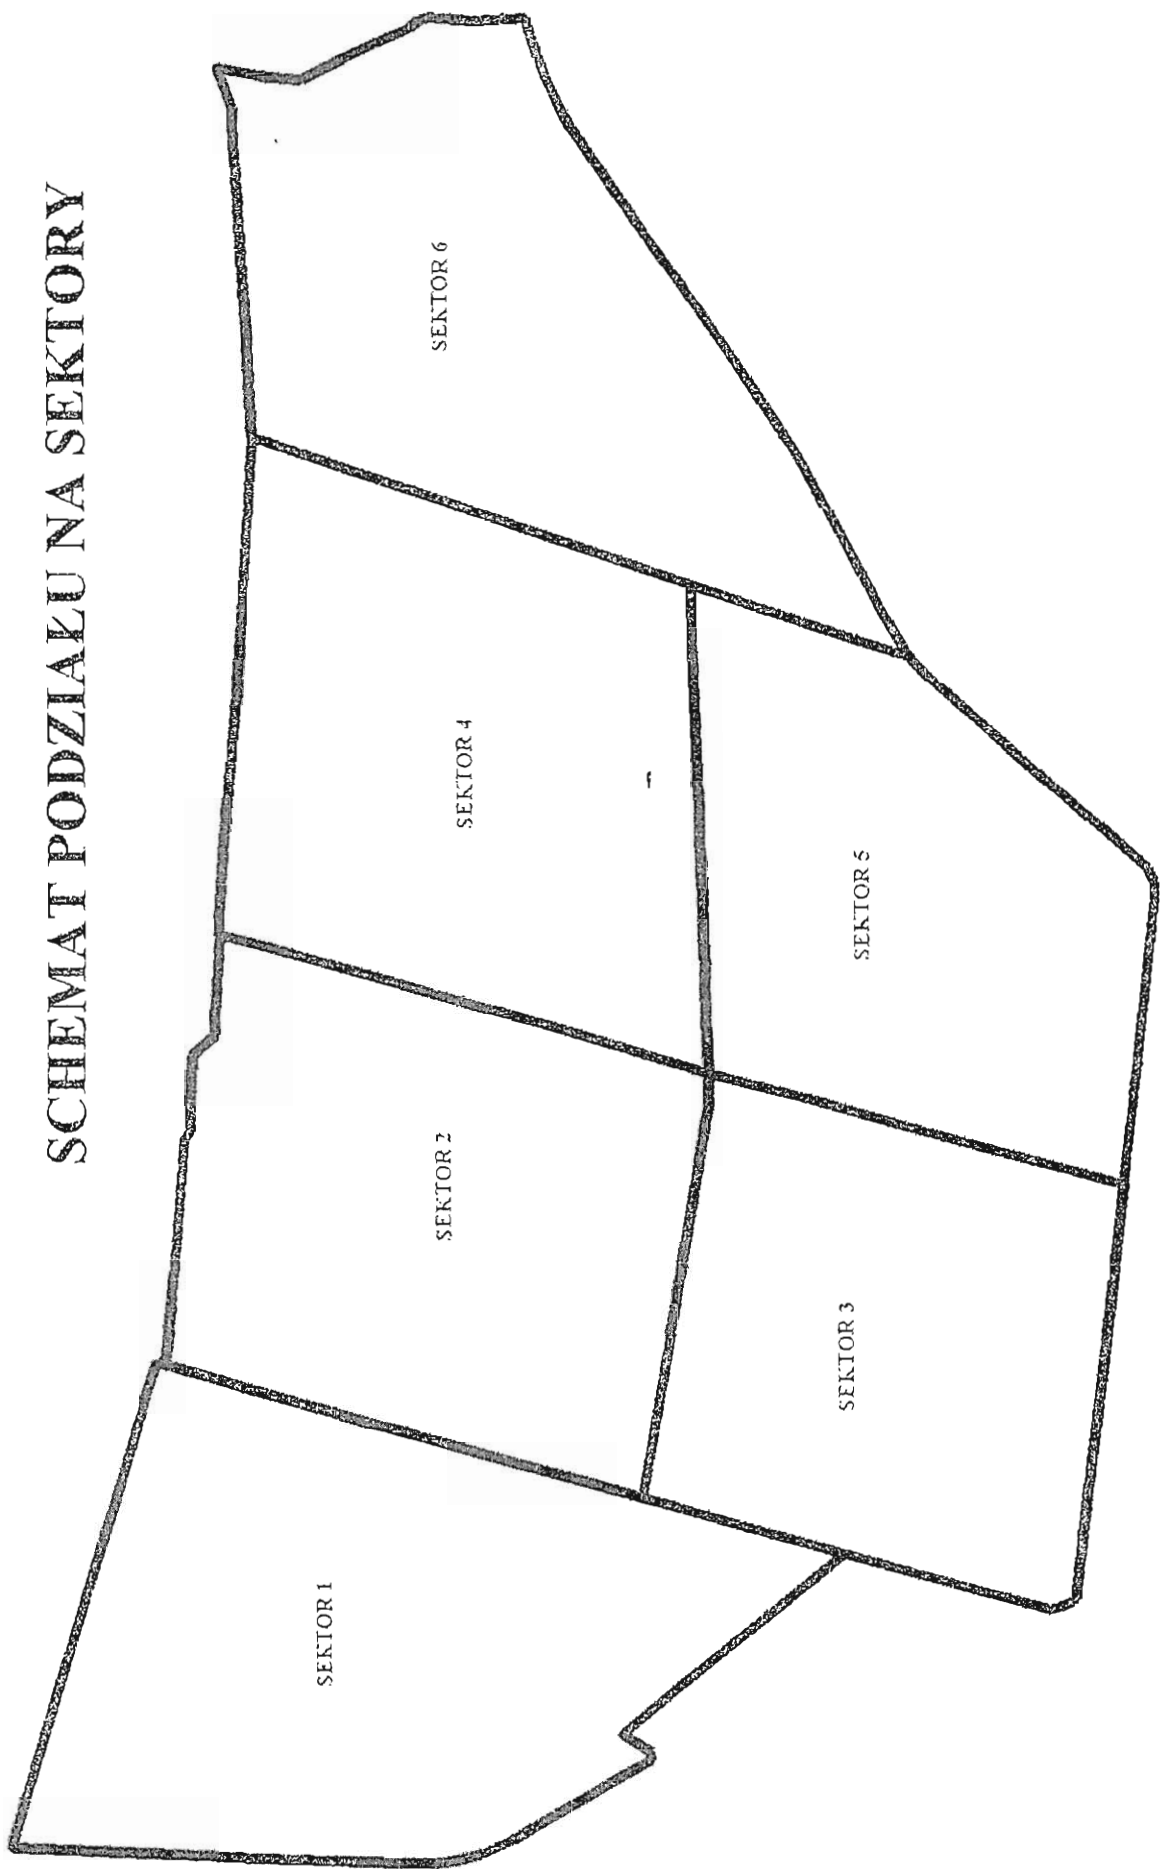 SCHEMAT PODZIAŁU NA SEKTORY
SEKTOR 1
SEKTOR 2
SEKTOR 3
SEKTOR 4
SEKTOR 5
SEKTOR 6